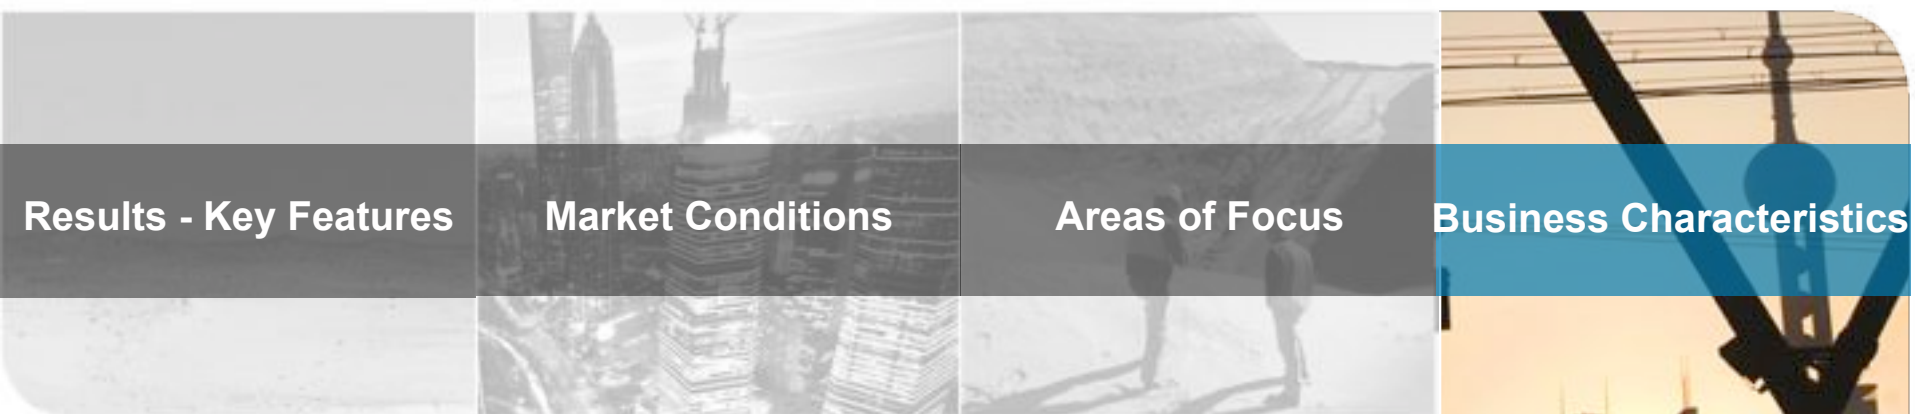 Results - Key Features
Market Conditions
Areas of Focus
Business Characteristics